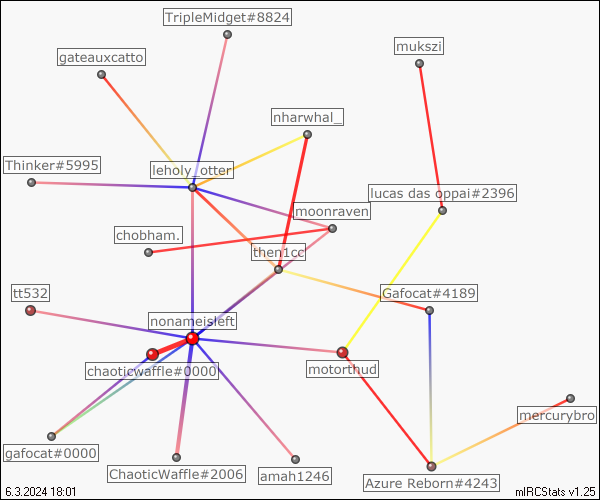 TripleMidget#8824
mukszi
gateauxcatto
nharwhal_
Thinker#5995
leholy_otter
lucas das oppai#2396
moonraven
chobham.
then1cc
tt532
Gafocat#4189
nonameisleft
chaoticwaffle#0000
motorthud
mercurybro
gafocat#0000
ChaoticWaffle#2006
amah1246
Azure Reborn#4243
6.3.2024 18:01
mIRCStats v1.25